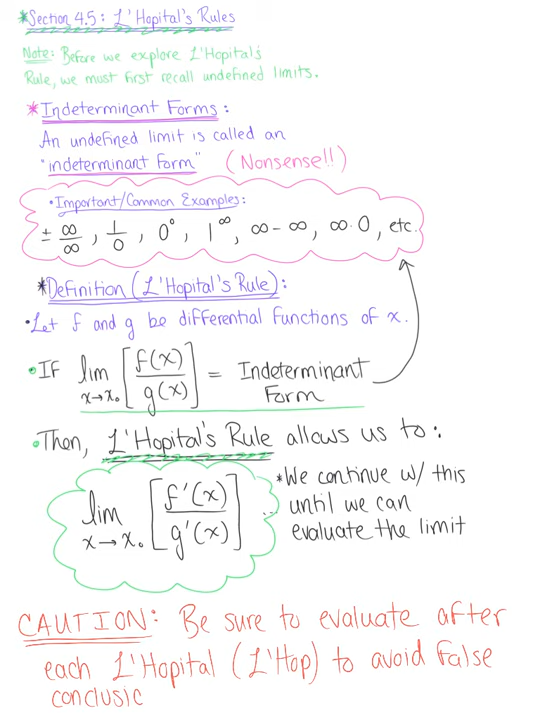 *Section 4.5: L'Hopital's Rules
Note: Before we explore L'Hopital's
Rule, we must first recall undefined limits.
*Indeterminant Forms:
An undefined limit is called an
"indeterminant form" (Nonsense!!)
•Important/Common Examples:
± ∞/∞, 1/0, 0⁰, 1^∞, ∞-∞, ∞·0, etc.
*Definition (L'Hopital's Rule):
•Let f and g be differential functions of x.
•If lim x→x₀ [f(x)/g(x)] = Indeterminant
Form
•Then, L'Hopital's Rule allows us to:
lim x→x₀ [f'(x)/g'(x)] ...
*We continue w/ this
until we can
evaluate the limit
CAUTION: Be sure to evaluate after
each L'Hopital (L'Hop) to avoid false
conclusic